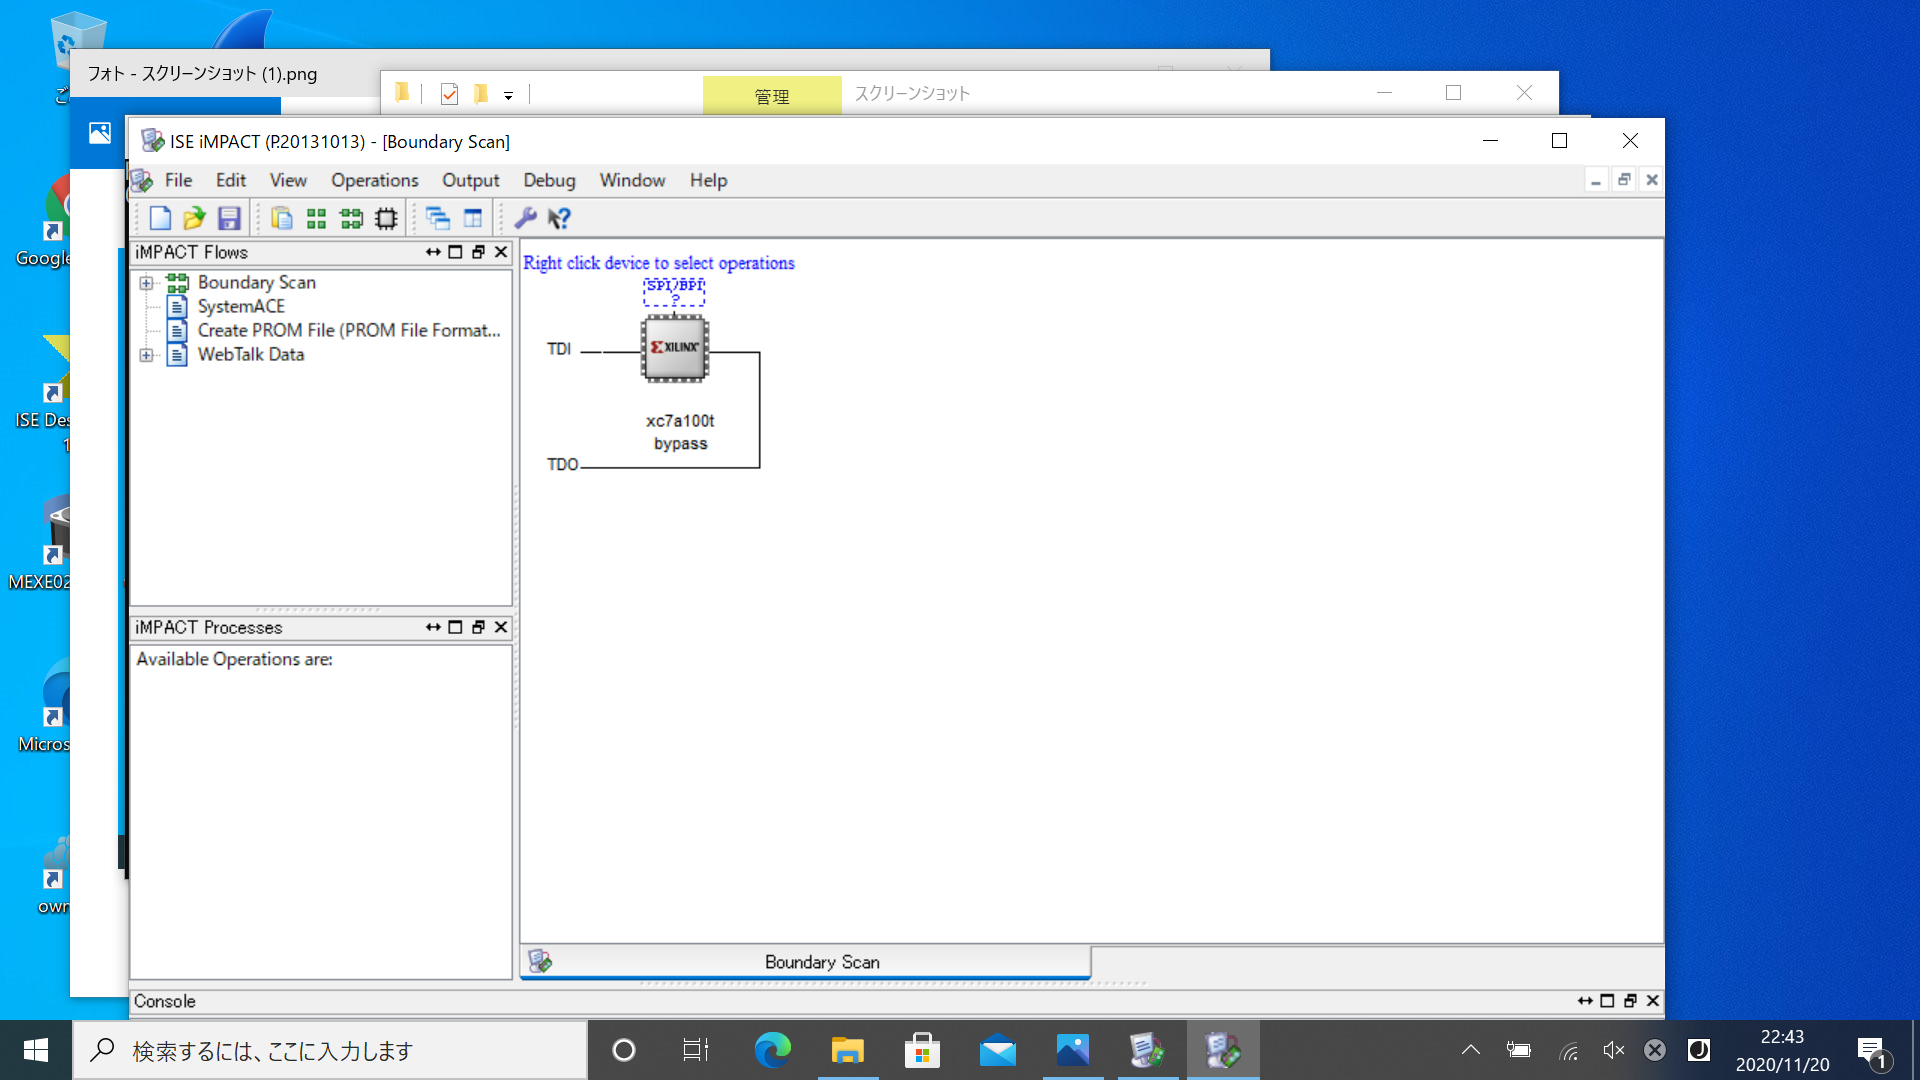 ご
フォト - スクリーンショット (1).png
管理
スクリーンショット
ISE iMPACT (P.20131013) - [Boundary Scan]
File Edit View Operations Output Debug Window Help
iMPACT Flows
Boundary Scan
SystemACE
Create PROM File (PROM File Format...
WebTalk Data
Right click device to select operations
SPI/BPI
?
TDI
XILINX
xc7a100t
bypass
TDO
iMPACT Processes
Available Operations are:
Boundary Scan
Console
Google
ISE Des
1
MEXE02
Micros
own
検索するには、ここに入力します
22:43
2020/11/20
1